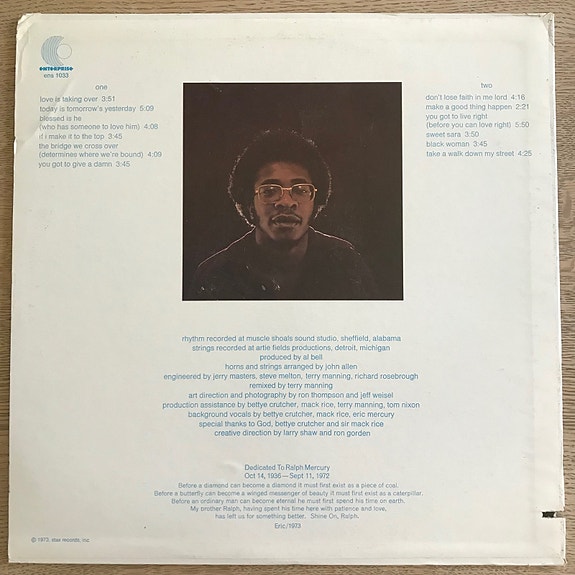 enterprise
ens 1033
one
love is taking over 3:51
today is tomorrow's yesterday 5:09
blessed is he
(who has someone to love him) 4:08
if i make it to the top 3:45
the bridge we cross over
(determinee where we're bound) 4:09
you got to give a damn 3:45
two
don't lose faith in me lord 4:16
make a good thing happen 2:21
you got to live right
(before you can love right) 5:50
sweet sara 3:50
black woman 3:45
take a walk down my street 4:25
rhythm recorded at muscle shoals sound studio, sheffield, alabama
strings recorded at artie fields productions, detroit, michigan
produced by al bell
horns and strings arranged by john allen
engineered by jerry masters, steve melton, terry manning, richard rosebrough
remixed by terry manning
art direction and photography by ron thompson and jeff weisel
production assistance by bettye crutcher, mack rice, terry manning, tom nixon
background vocals by bettye crutcher, mack rice, eric mercury
special thanks to God, bettye crutcher and sir mack rice
creative direction by larry shaw and ron gorden
Dedicated To Ralph Mercury
Oct 14, 1936—Sept 11, 1972
Before a diamond can become a diamond it must first exist as a piece of coal.
Before a butterfly can become a winged messenger of beauty it must first exist as a caterpillar.
Before an ordinary man can become eternal he must first spend his time on earth.
My brother Ralph, having spent his time here with patience and love,
has left us for something better. Shine On, Ralph.
Eric/1973
© 1973, stax records, inc